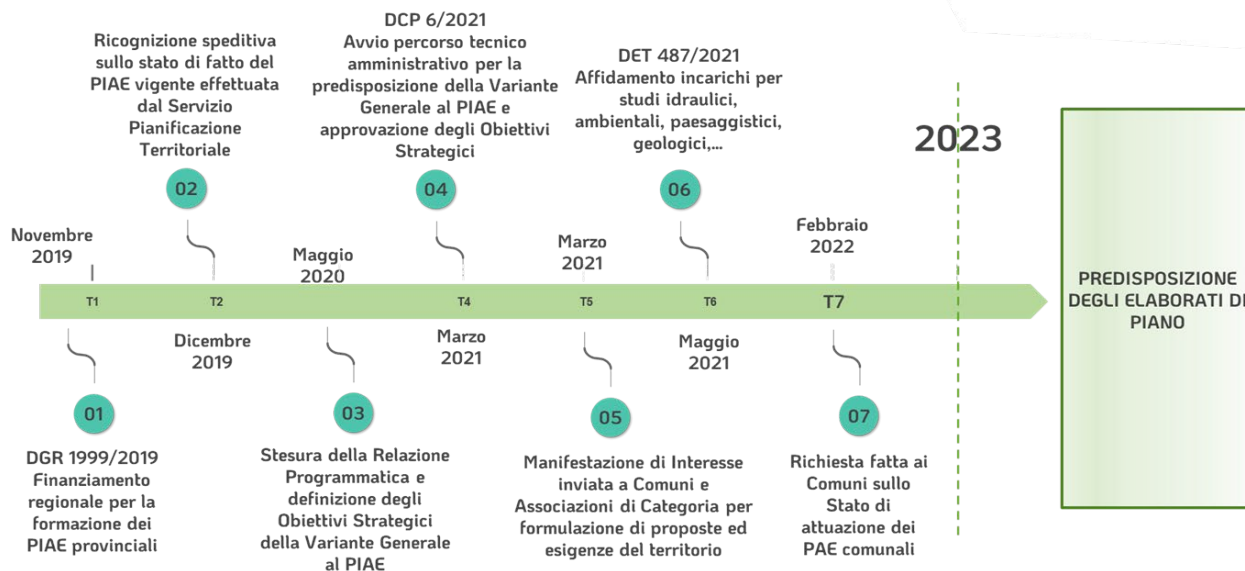 Novembre
2019
T1
01
DGR 1999/2019
Finanziamento
regionale per la
formazione dei
PIAE provinciali
Ricognizione speditiva
sullo stato di fatto del
PIAE vigente effettuata
dal Servizio
Pianificazione
Territoriale
02
T2
Dicembre
2019
Maggio
2020
03
Stesura della Relazione
Programmatica e
definizione degli
Obiettivi Strategici
della Variante Generale
al PIAE
DCP 6/2021
Avvio percorso tecnico
amministrativo per la
predisposizione della Variante
Generale al PIAE e
approvazione degli Obiettivi
Strategici
04
T4
Marzo
2021
Marzo
2021
T5
05
Manifestazione di Interesse
inviata a Comuni e
Associazioni di Categoria per
formulazione di proposte ed
esigenze del territorio
DET 487/2021
Affidamento incarichi per
studi idraulici,
ambientali, paesaggistici,
geologici,...
06
T6
Maggio
2021
Febbraio
2022
T7
07
Richiesta fatta ai
Comuni sullo
Stato di
attuazione dei
PAE comunali
2023
PREDISPOSIZIONE
DEGLI ELABORATI DI
PIANO